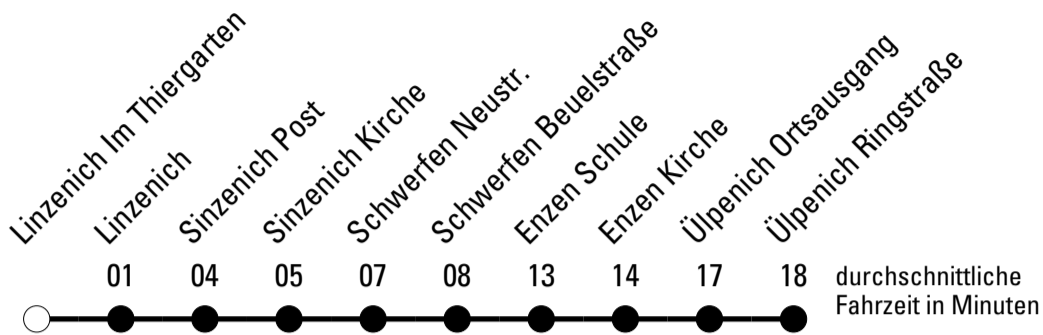 Linzenich Im Thiergarten
Linzenich
Sinzenich Post
Sinzenich Kirche
Schwerfen Neustr.
Schwerfen Beuelstraße
Enzen Schule
Enzen Kirche
Ülpenich Ortsausgang
Ülpenich Ringstraße
01 04 05 07 08 13 14 17 18
durchschnittliche
Fahrzeit in Minuten